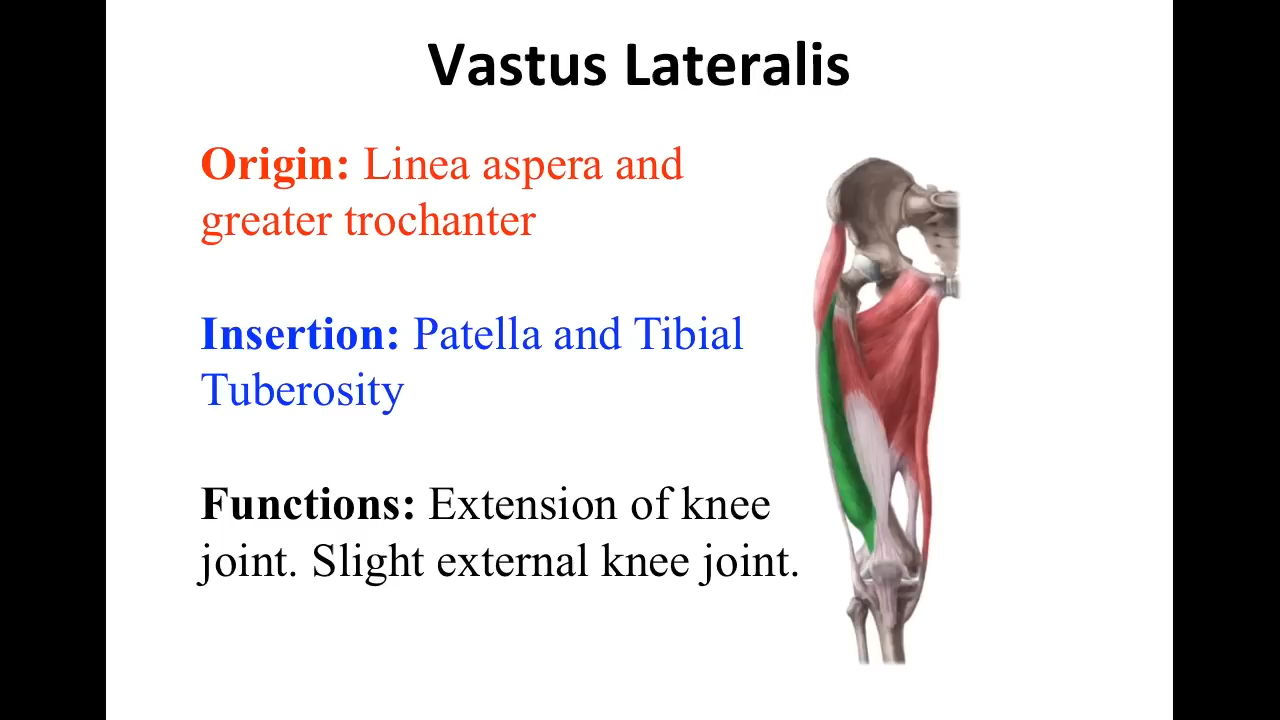 Vastus Lateralis
Origin: Linea aspera and
greater trochanter
Insertion: Patella and Tibial
Tuberosity
Functions: Extension of knee
joint. Slight external knee joint.